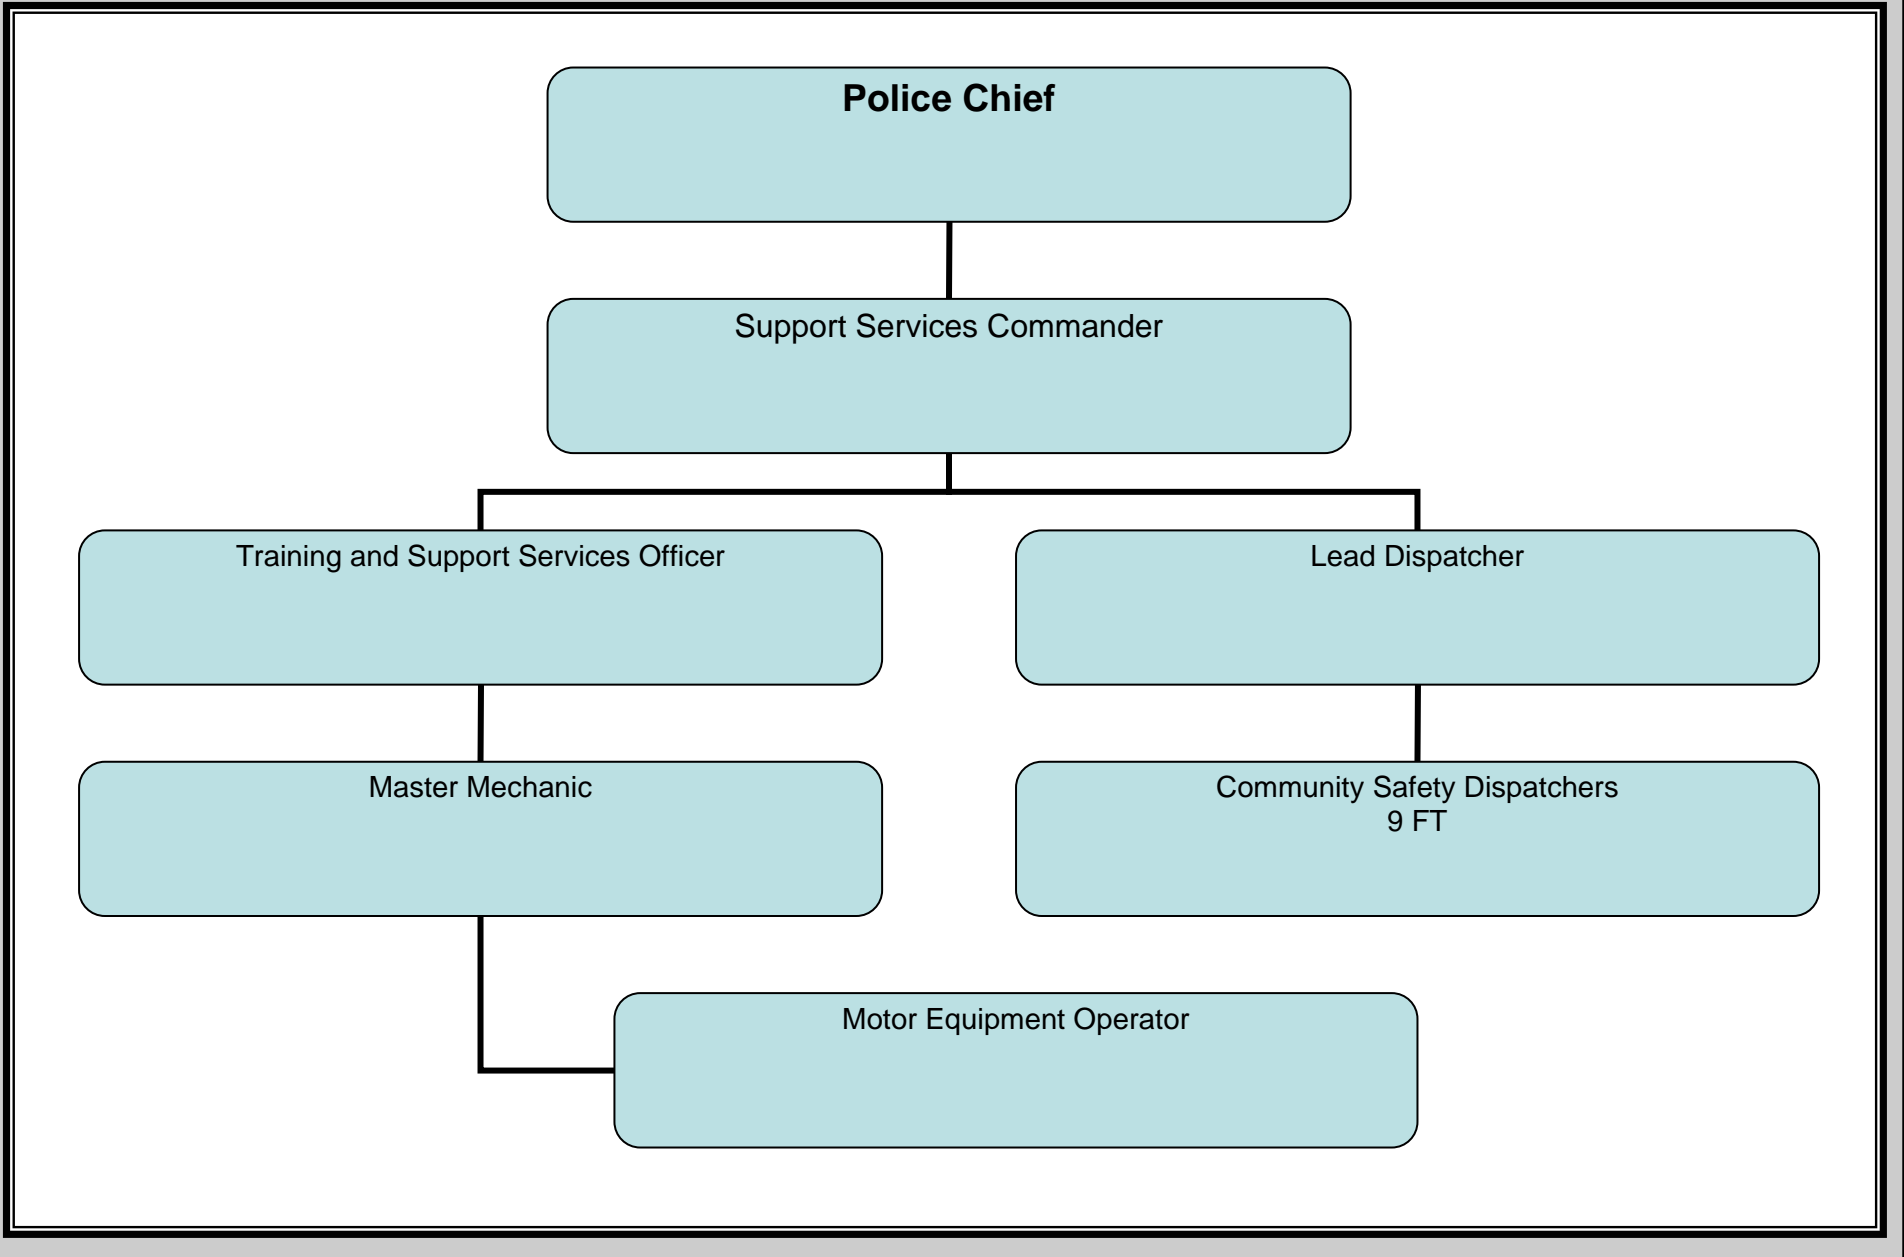 Police Chief
Support Services Commander
Training and Support Services Officer
Lead Dispatcher
Master Mechanic
Community Safety Dispatchers
9 FT
Motor Equipment Operator